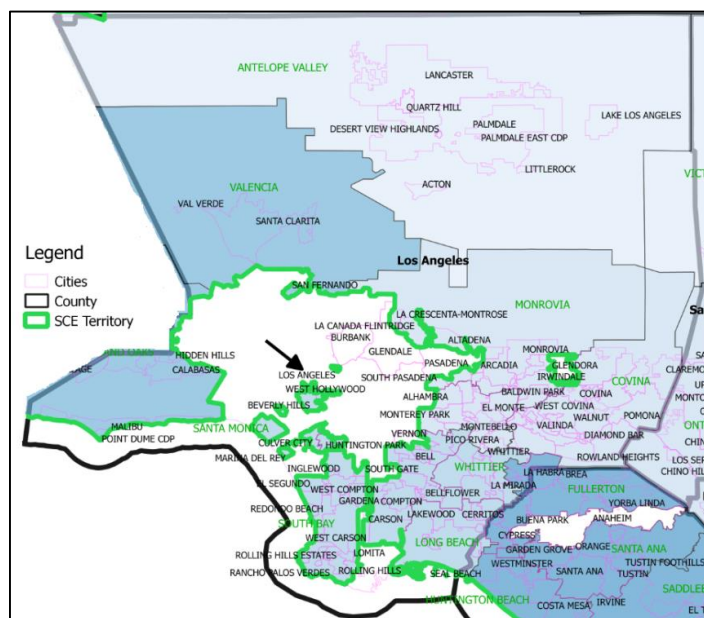 ANTELOPE VALLEY
LANCASTER
QUARTZ HILL
LAKE LOS ANGELES
DESERT VIEW HIGHLANDS
PALMDALE
PALMDALE EAST CDP
LITTLEROCK
ACTON
VALENCIA
VAL VERDE
SANTA CLARITA
Legend
Cities
County
SCE Territory
Los Angeles
SAN FERNANDO
MONROVIA
LA CRESCENTA-MONTROSE
LA CANADA FLINTRIDGE
BURBANK
ALTADENA
GLENDALE
MONROVIA
HIDDEN HILLS
CALABASAS
PASADENA
ARCADIA
GLENDORA
IRWINDALE
COVINA
LOS ANGELES
SOUTH PASADENA
WEST HOLLYWOOD
BALDWIN PARK
COVINA
BEVERLY HILLS
ALHAMBRA
EL MONTE
WEST COVINA
MONTEREY PARK
WALNUT
POMONA
MALIBU
SANTA MONICA
MONTEBELLO
VALINDA
POINT DUME CDP
VERNON
DIAMOND BAR
CULVER CITY
HUNTINGTON PARK
PICO RIVERA
MARINA DEL REY
BELL
WHITTIER
ROWLAND HEIGHTS
INGLEWOOD
SOUTH GATE
WHITTIER
LA HABRA
BREA
EL SEGUNDO
LA MIRADA
FULLERTON
WEST COMPTON
BELLFLOWER
GARDENA
COMPTON
YORBA LINDA
REDONDO BEACH
LAKEWOOD
CERRITOS
BUENA PARK
ANAHEIM
SOUTH BAY
CARSON
CYPRESS
WEST CARSON
LONG BEACH
GARDEN GROVE
ORANGE
SANTA ANA
ROLLING HILLS ESTATES
LOMITA
WESTMINSTER
TUSTIN FOOTHILLS
RANCHO PALOS VERDES
ROLLING HILLS
SEAL BEACH
SANTA ANA
TUSTIN
HUNTINGTON BEACH
COSTA MESA
IRVINE